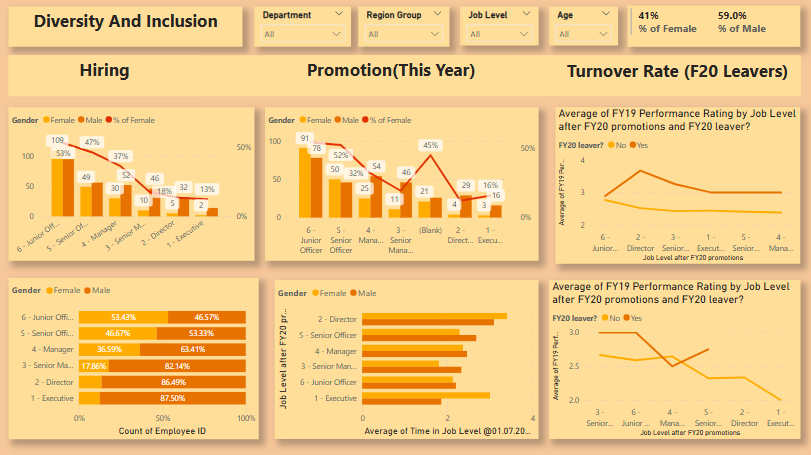 Diversity And Inclusion
Department
All
Region Group
All
Job Level
All
Age
All
41%
% of Female
59.0%
% of Male
Hiring
Promotion(This Year)
Turnover Rate (F20 Leavers)
Gender Female Male % of Female
109
53%
47%
49
37%
30
52
10
46
18%
5
32
13%
2
100
50
0
50%
0%
6 - Junior Off...
5 - Senior Of...
4 - Manager
3 - Senior M...
2 - Director
1 - Executive
Gender Female Male % of Female
91
78
52%
50
32%
25
54
11
46
45%
21
4
29
16%
3
16
100
50
0
50%
0%
6 - Junior Officer
5 - Senior Officer
4 - Mana...
3 - Senior Mana...
(Blank)
2 - Direct...
1 - Execu...
Average of FY19 Performance Rating by Job Level
after FY20 promotions and FY20 leaver?
FY20 leaver? No Yes
Average of FY19 Per...
4
3
2
6 - Junior...
2 - Director
3 - Senior...
1 - Execut...
5 - Senior...
4 - Mana...
Job Level after FY20 promotions
Gender Female Male
6 - Junior Offi...
53.43%
46.57%
5 - Senior Offi...
46.67%
53.33%
4 - Manager
36.59%
63.41%
3 - Senior Ma...
17.86%
82.14%
2 - Director
86.49%
1 - Executive
87.50%
0%
50%
100%
Count of Employee ID
Gender Female Male
Job Level after FY20 pr...
2 - Director
5 - Senior Officer
4 - Manager
3 - Senior Man...
6 - Junior Officer
1 - Executive
0
2
4
Average of Time in Job Level @01.07.20...
Average of FY19 Performance Rating by Job Level
after FY20 promotions and FY20 leaver?
FY20 leaver? No Yes
Average of FY19 Perf...
3.0
2.5
2.0
3 - Senior...
6 - Junior ...
4 - Mana...
5 - Senior...
2 - Director
1 - Execut...
Job Level after FY20 promotions